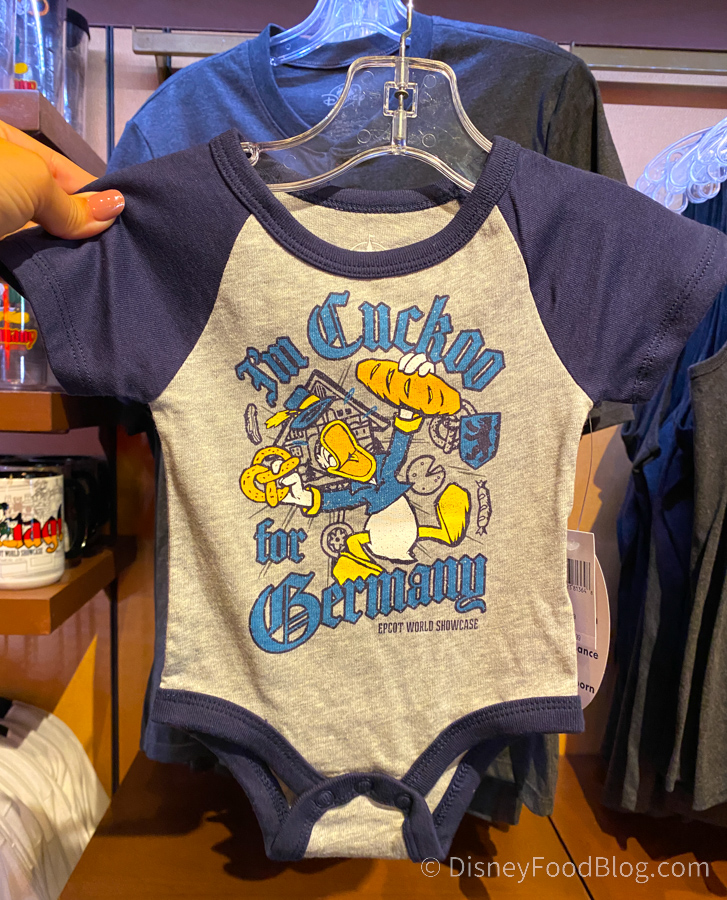 I'm Cuckoo
for
Germany
EPCOT WORLD SHOWCASE
© DisneyFoodBlog.com